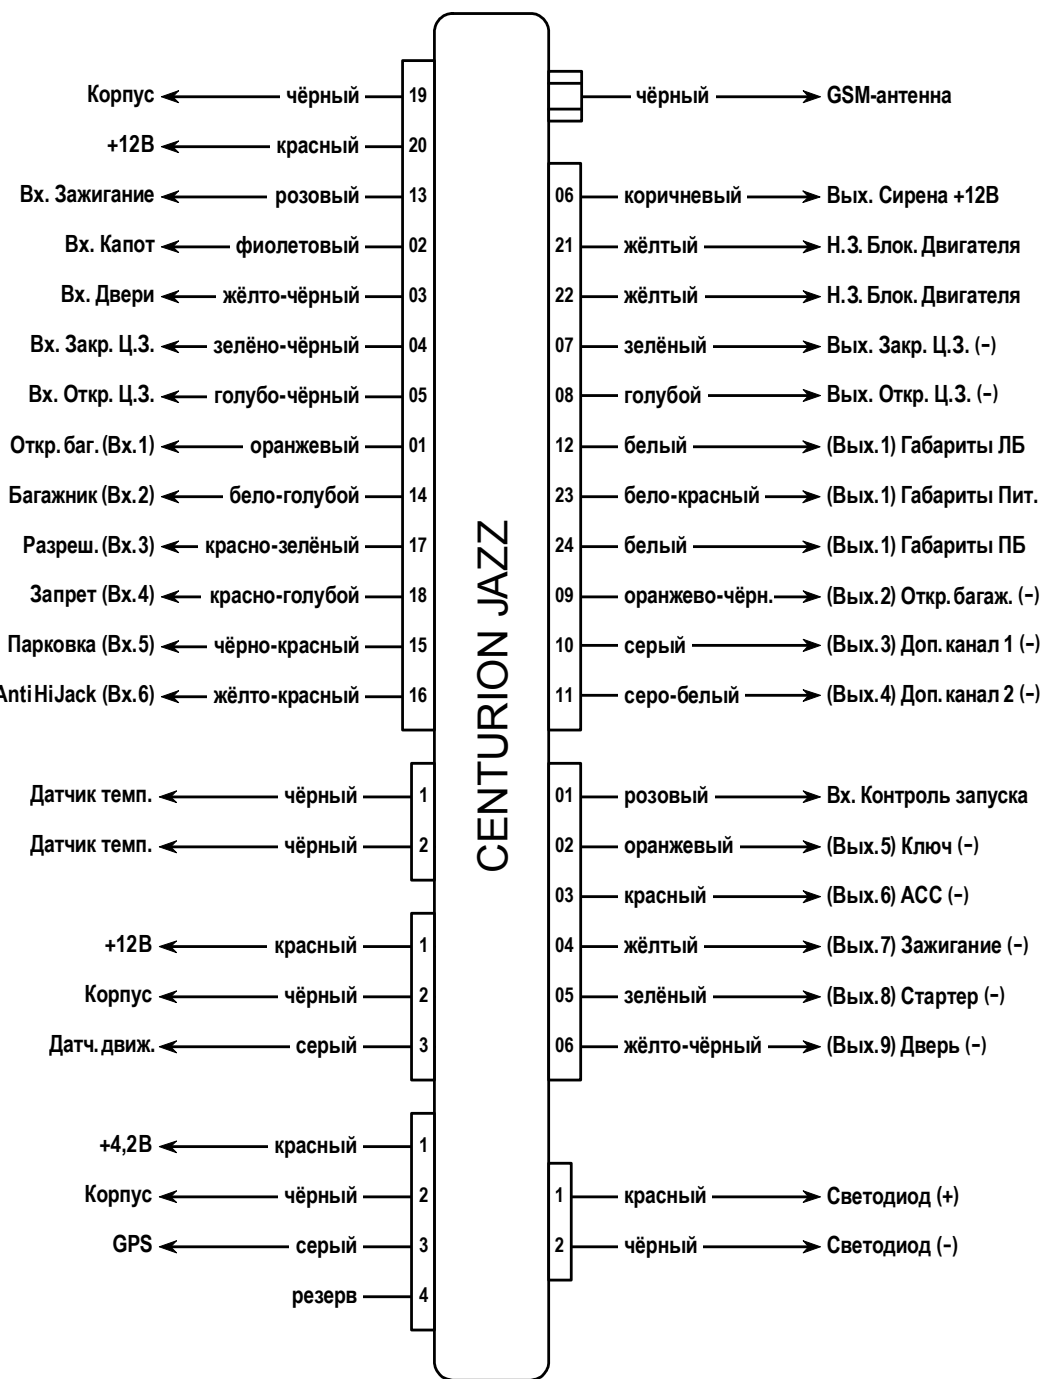 Корпус чёрный 19
+12В красный 20
Вх. Зажигание розовый 13
Вх. Капот фиолетовый 02
Вх. Двери жёлто-чёрный 03
Вх. Закр. Ц.З. зелёно-чёрный 04
Вх. Откр. Ц.З. голубо-чёрный 05
Откр. баг. (Вх.1) оранжевый 01
Багажник (Вх.2) бело-голубой 14
Разреш. (Вх.3) красно-зелёный 17
Запрет (Вх.4) красно-голубой 18
Парковка (Вх.5) чёрно-красный 15
AntiHiJack (Вх.6) жёлто-красный 16
Датчик темп. чёрный 1
Датчик темп. чёрный 2
+12В красный 1
Корпус чёрный 2
Датч. движ. серый 3
+4,2В красный 1
Корпус чёрный 2
GPS серый 3
резерв 4
CENTURION JAZZ
чёрный GSM-антенна
06 коричневый Вых. Сирена +12В
21 жёлтый Н.З. Блок. Двигателя
22 жёлтый Н.З. Блок. Двигателя
07 зелёный Вых. Закр. Ц.З. (-)
08 голубой Вых. Откр. Ц.З. (-)
12 белый (Вых.1) Габариты ЛБ
23 бело-красный (Вых.1) Габариты Пит.
24 белый (Вых.1) Габариты ПБ
09 оранжево-чёрн. (Вых.2) Откр. багаж. (-)
10 серый (Вых.3) Доп. канал 1 (-)
11 серо-белый (Вых.4) Доп. канал 2 (-)
01 розовый Вх. Контроль запуска
02 оранжевый (Вых.5) Ключ (-)
03 красный (Вых.6) АСС (-)
04 жёлтый (Вых.7) Зажигание (-)
05 зелёный (Вых.8) Стартер (-)
06 жёлто-чёрный (Вых.9) Дверь (-)
1 красный Светодиод (+)
2 чёрный Светодиод (-)